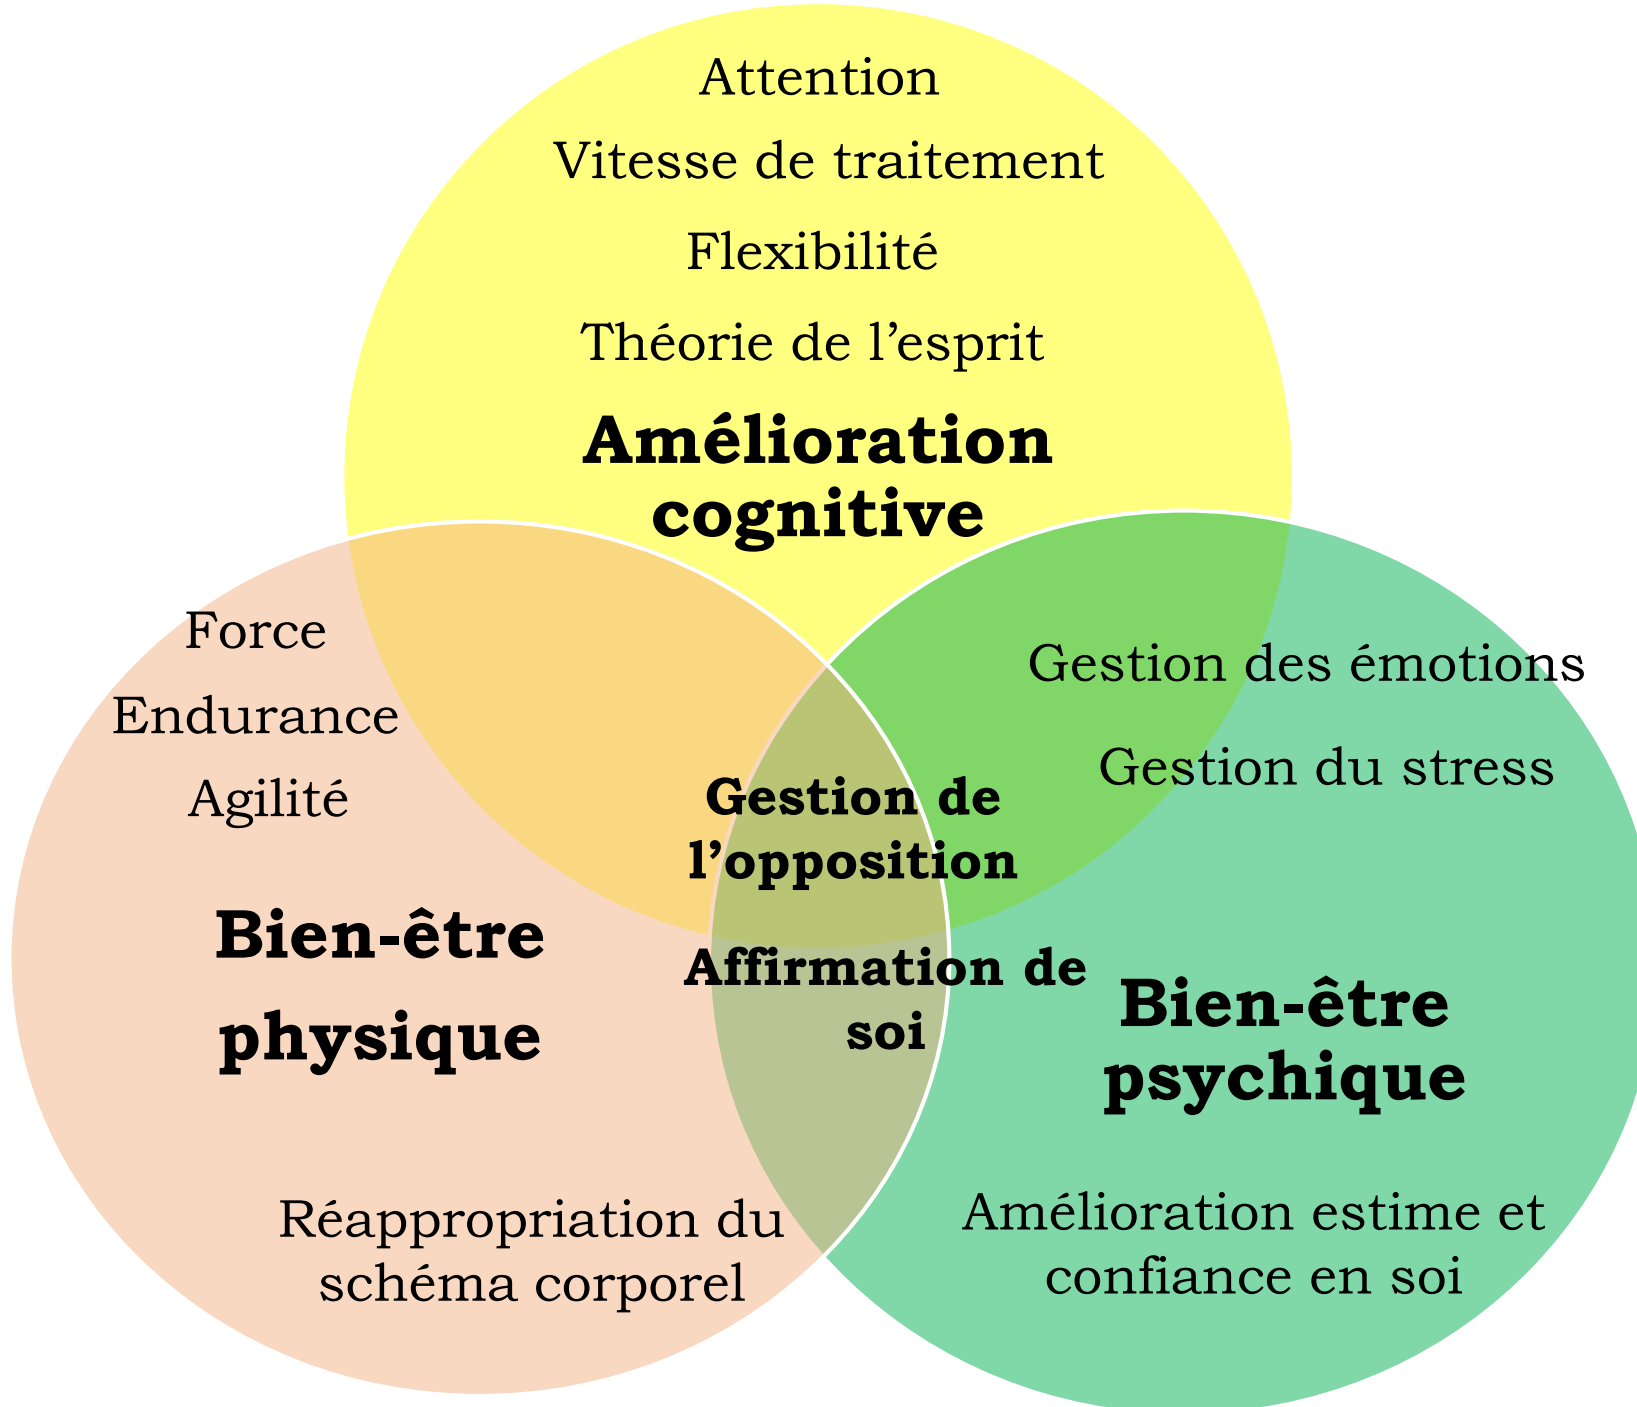 Attention
Vitesse de traitement
Flexibilité
Théorie de l’esprit
Amélioration
cognitive
Force
Endurance
Agilité
Bien-être
physique
Réappropriation du
schéma corporel
Gestion de
l’opposition
Affirmation de
soi
Gestion des émotions
Gestion du stress
Bien-être
psychique
Amélioration estime et
confiance en soi